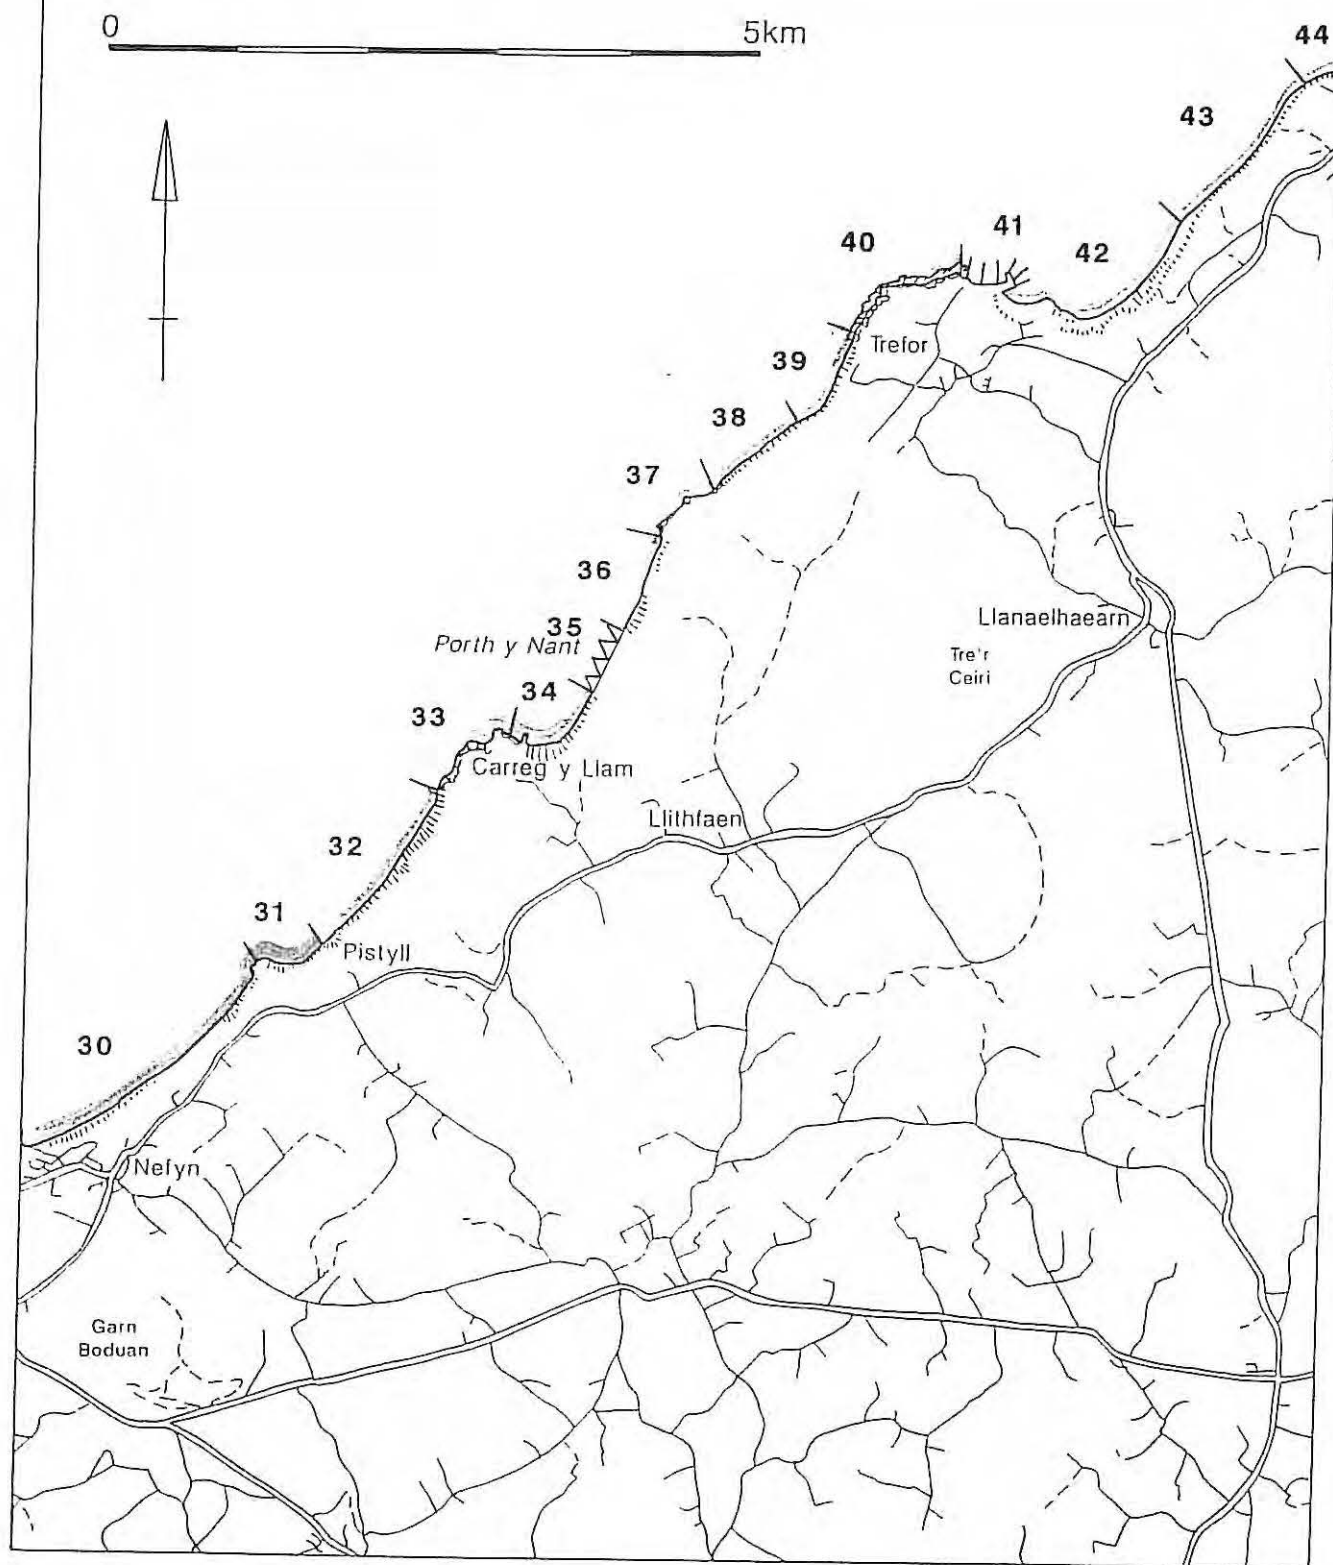 0 5km
44
43
41
40
42
Trefor
39
38
37
36
Llanaelhaearn
35
Porth y Nant
Tre'r
Ceiri
34
33
Carreg y Llam
Llithfaen
32
31
Pistyll
30
Nefyn
Garn
Boduan